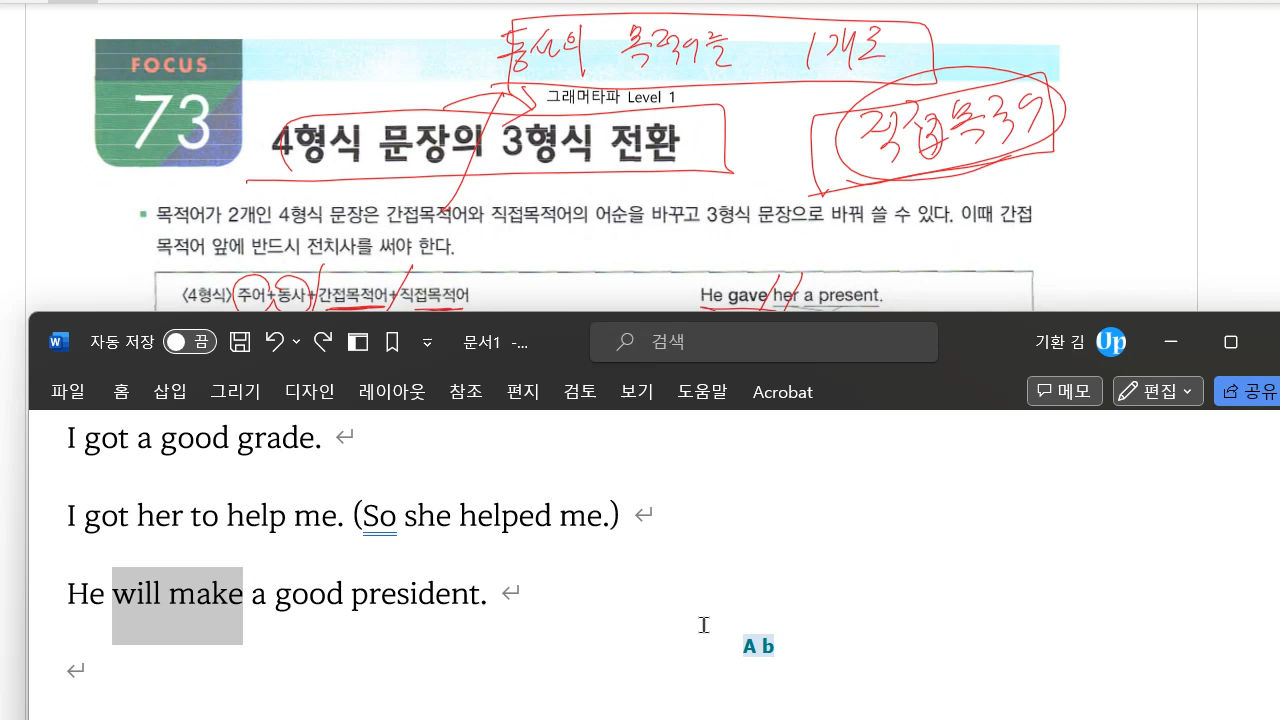 동사의 목적어를 1개로
FOCUS
73
그래머타파 Level 1
직접목적어
4형식 문장의 3형식 전환
목적어가 2개인 4형식 문장은 간접목적어와 직접목적어의 어순을 바꾸고 3형식 문장으로 바꿔 쓸 수 있다. 이때 간접
목적어 앞에 반드시 전치사를 써야 한다.
〈4형식〉 주어+동사+간접목적어+직접목적어 He gave her a present.
자동 저장 끔 문서1 -... 검색 기환 김 Up
파일 홈 삽입 그리기 디자인 레이아웃 참조 편지 검토 보기 도움말 Acrobat 메모 편집 공유
I got a good grade.
I got her to help me. (So she helped me.)
He will make a good president.
A b